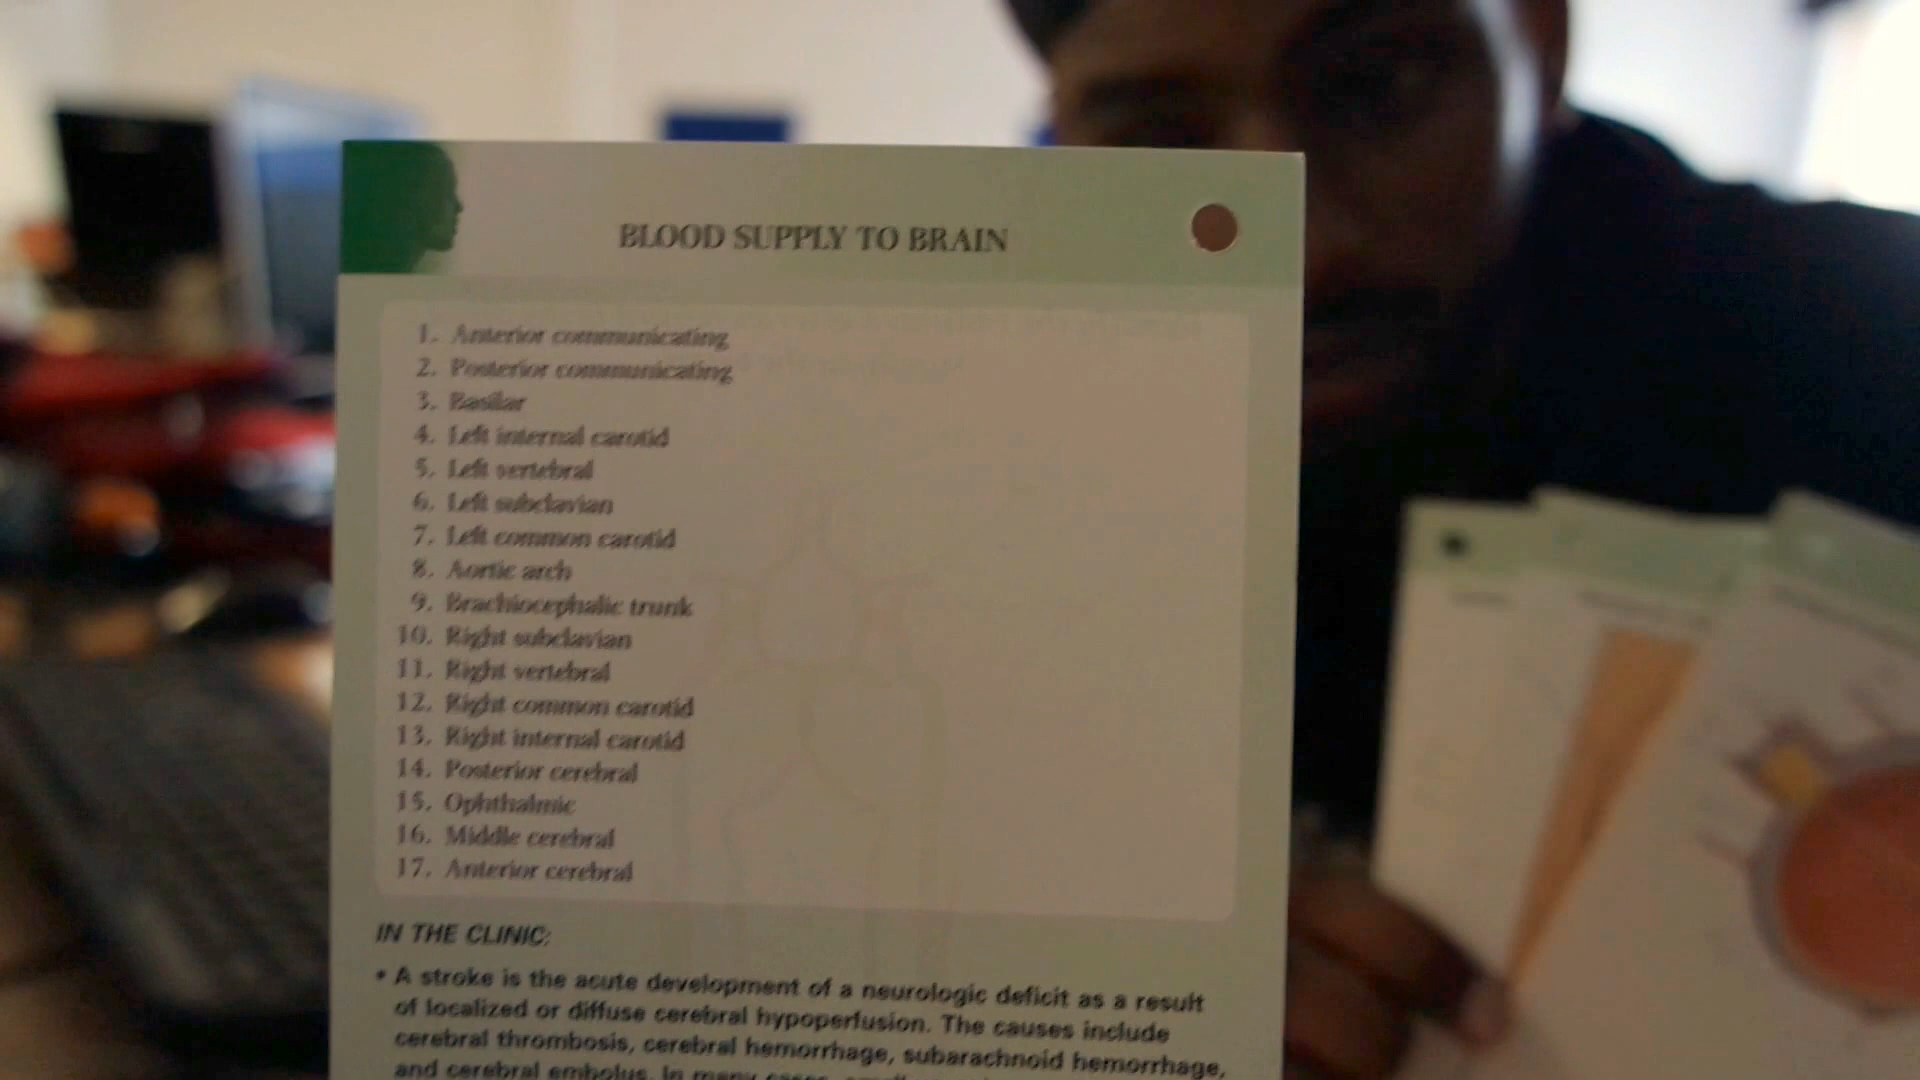 BLOOD SUPPLY TO BRAIN
1. Anterior communicating
2. Posterior communicating
3. Basilar
4. Left internal carotid
5. Left vertebral
6. Left subclavian
7. Left common carotid
8. Aortic arch
9. Brachiocephalic trunk
10. Right subclavian
11. Right vertebral
12. Right common carotid
13. Right internal carotid
14. Posterior cerebral
15. Ophthalmic
16. Middle cerebral
17. Anterior cerebral
IN THE CLINIC:
• A stroke is the acute development of a neurologic deficit as a result
of localized or diffuse cerebral hypoperfusion. The causes include
cerebral thrombosis, cerebral hemorrhage, subarachnoid hemorrhage,
and cerebral embolus. In many cases,